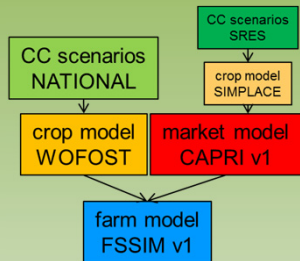 CC scenarios
SRES
CC scenarios
NATIONAL
crop model
SIMPLACE
crop model
WOFOST
market model
CAPRI v1
farm model
FSSIM v1